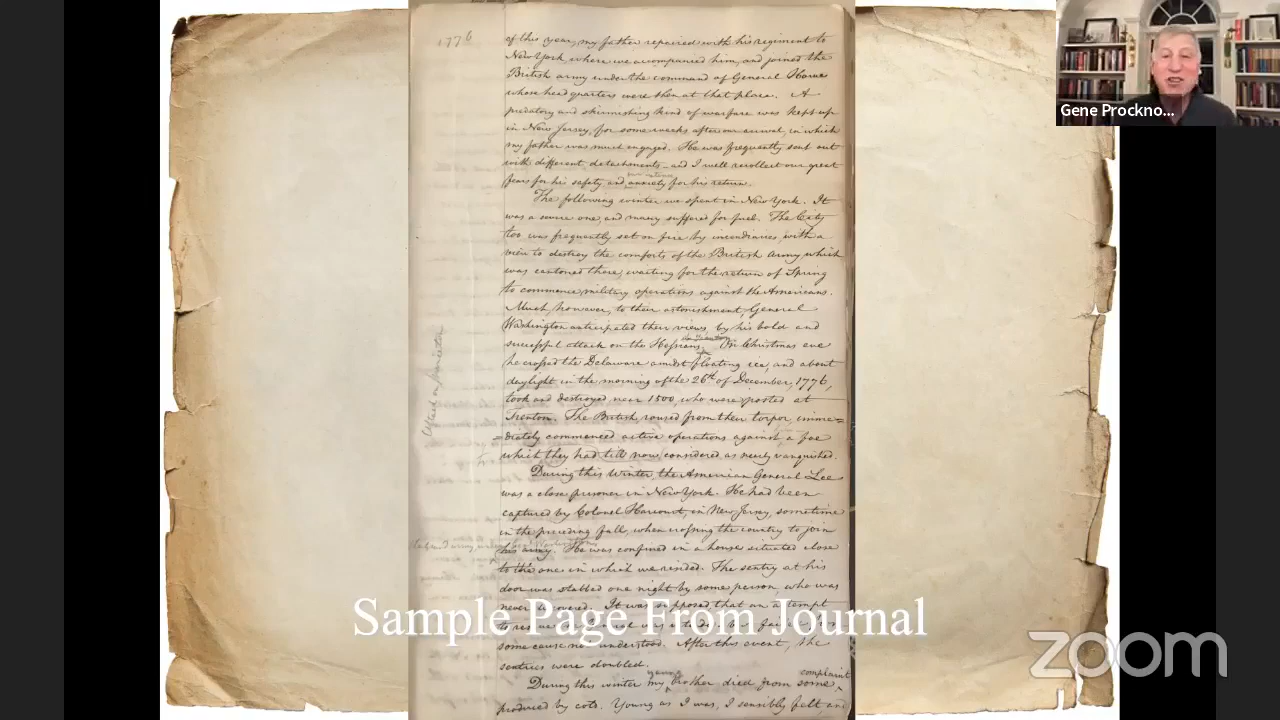 1776
of this year, my father repaired with his regiment to
New York, where we accompanied him, and joined the
British army under the command of General Howe
whose head quarters were then at that place. A
predatory and skirmishing kind of warfare was kept up
in New Jersey, for some weeks after our arrival, in which
my father was much engaged. He was frequently sent out
with different detachments and I well recollect our great
fears for his safety and anxiety for his return.
The following winter we spent in New York. It
was a severe one, and many suffered for fuel. The City
too was frequently set on fire by incendiaries, with a
view to destroy the comforts of the British Army which
was cantoned there, waiting for the return of Spring
to commence military operations against the Americans.
Much, however, to their astonishment, General
Washington anticipated their views by his bold and
successful attack on the Hessians. On Christmas eve
he crossed the Delaware amidst floating ice, and about
daylight in the morning of the 26th of December, 1776,
took and destroyed near 1500, who were posted at
Trenton. The British roused from their torpor imme=
=diately commenced active operations against a foe
which they had till now considered as nearly vanquished.
Attack on Princeton
During this Winter, the American General Lee
was a close prisoner in New York. He had been
captured by Colonel Harcourt, in New Jersey, sometime
in the preceding fall, when crossing the country to join
his army. He was confined in a house situated close
to the one in which we resided. The sentry at his
door was stabbed one night by some person who was
never discovered. It was supposed that an attempt
to
some cause not understood. After this event, the
sentries were doubled.
During this winter my young brother died from some complaint
produced by cold. Young as I was, I sensibly felt, and
Sample Page From Journal
Gene Prockno...
zoom